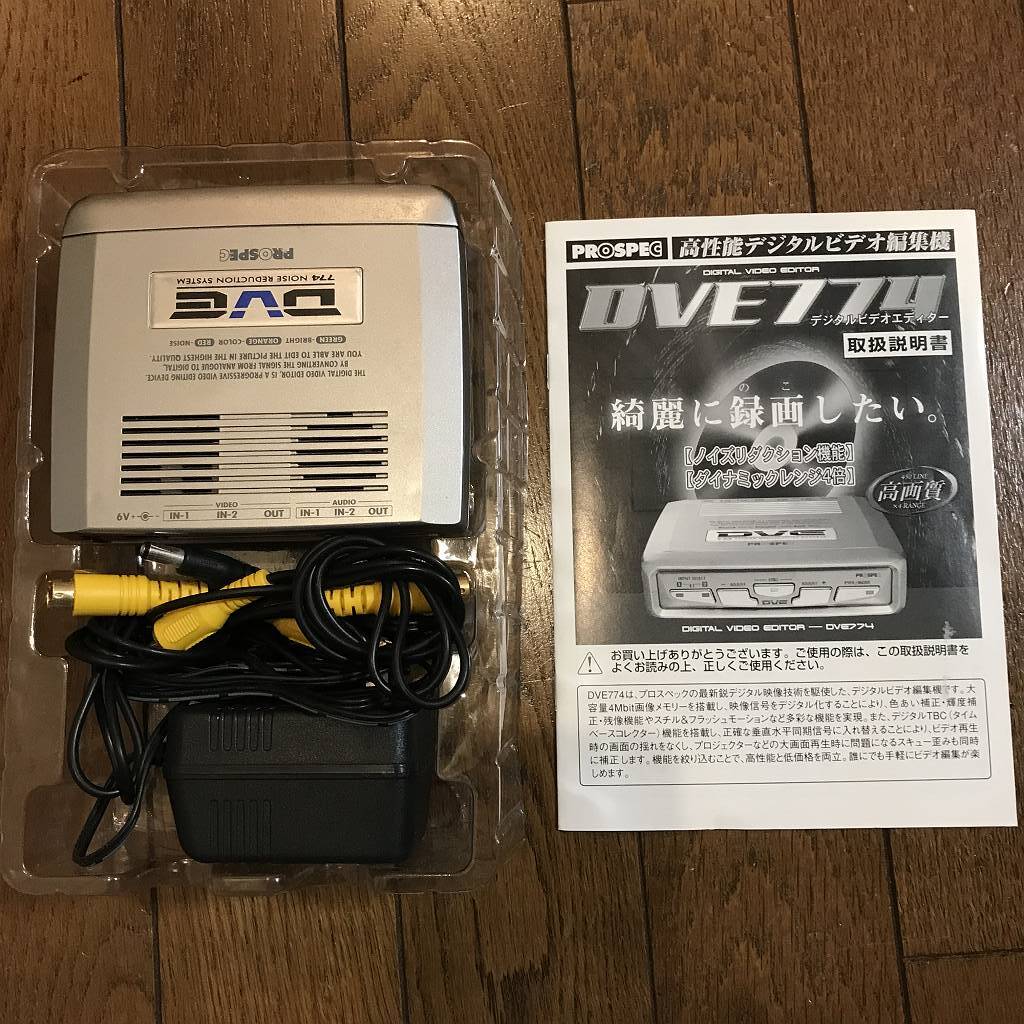 PROSPEC
774 NOISE REDUCTION SYSTEM
DVE
GREEN -BRIGHT ORANGE -COLOR RED -NOISE
THE DIGITAL VIDEO EDITOR, IS A PROGRESSIVE VIDEO EDITING DEVICE.
BY CONVERTING THE SIGNAL FROM ANALOGUE TO DIGITAL,
YOU ARE ABLE TO EDIT THE PICTURE IN THE HIGHEST QUALITY.
VIDEO AUDIO
6V IN-1 IN-2 OUT IN-1 IN-2 OUT
PROSPEC 高性能デジタルビデオ編集機
DIGITAL VIDEO EDITOR
DVE774
デジタルビデオエディター
取扱説明書
のこ
綺麗に録画したい。
【ノイズリダクション機能】
【ダイナミックレンジ4倍】
高画質
×4 RANGE
DVE
INPUT SELECT
PROSPEC
DVE
DIGITAL VIDEO EDITOR — DVE774
お買い上げありがとうございます。ご使用の際は、この取扱説明書を
よくお読みの上、正しくご使用ください。
DVE774は、プロスペックの最新鋭デジタル映像技術を駆使した、デジタルビデオ編集機です。大
容量4Mbit画像メモリーを搭載し、映像信号をデジタル化することにより、色あい補正・輝度補
正・残像機能やスチル&フラッシュモーションなど多彩な機能を実現。また、デジタルTBC(タイム
ベースコレクター)機能を搭載し、正確な垂直水平同期信号に入れ替えることにより、ビデオ再生
時の画面の揺れをなくし、プロジェクターなどの大画面再生時に問題になるスキュー歪みも同時
に補正します。機能を絞り込むことで、高性能と低価格を両立。誰にでも手軽にビデオ編集が楽
しめます。